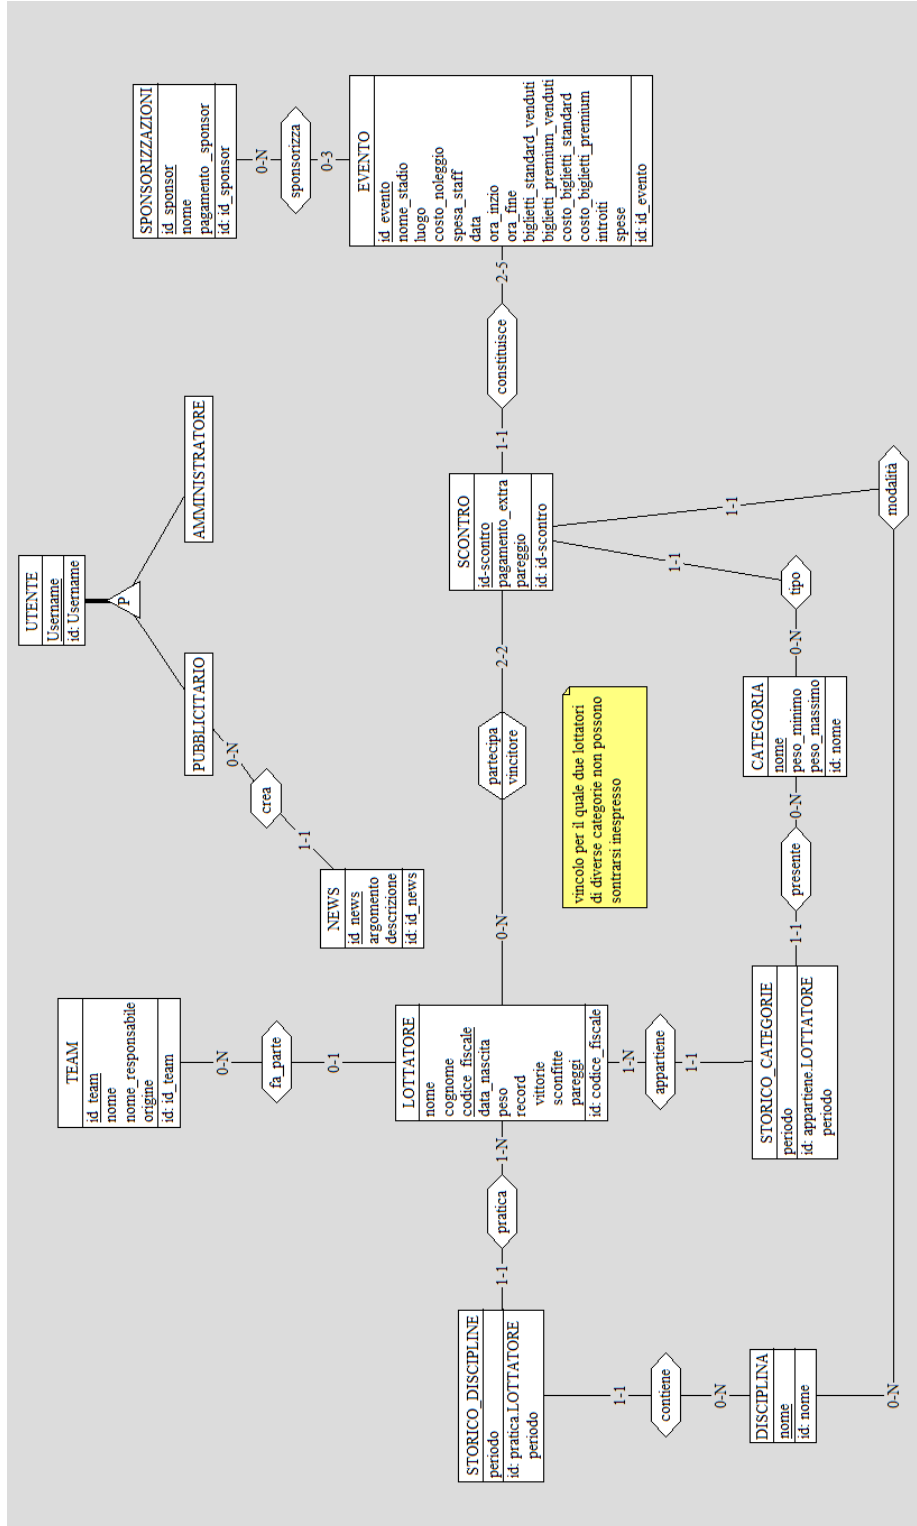 TEAM
id_team
nome
nome_responsabile
origine
id: id_team
0-N
fa_parte
0-1
UTENTE
Username
id: Username
P
PUBBLICITARIO
AMMINISTRATORE
0-N
crea
1-1
NEWS
id_news
argomento
descrizione
id: id_news
SPONSORIZZAZIONI
id_sponsor
nome
pagamento_sponsor
id: id_sponsor
0-N
sponsorizza
0-3
STORICO_DISCIPLINE
periodo
id: pratica.LOTTATORE
periodo
1-1
pratica
1-N
LOTTATORE
nome
cognome
codice_fiscale
data_nascita
peso
record
vittorie
sconfitte
pareggi
id: codice_fiscale
0-N
partecipa
vincitore
2-2
SCONTRO
id-scontro
pagamento_extra
pareggio
id: id-scontro
1-1
constituisce
2-5
EVENTO
id_evento
nome_stadio
luogo
costo_noleggio
spesa_staff
data
ora_inzio
ora_fine
biglietti_standard_venduti
biglietti_premium_venduti
costo_biglietti_standard
costo_biglietti_premium
introiti
spese
id: id_evento
vincolo per il quale due lottatori
di diverse categorie non possono
sontrarsi inespresso
1-1
contiene
0-N
DISCIPLINA
nome
id: nome
1-N
appartiene
1-1
STORICO_CATEGORIE
periodo
id: appartiene.LOTTATORE
periodo
1-1
presente
0-N
CATEGORIA
nome
peso_minimo
peso_massimo
id: nome
0-N
tipo
1-1
1-1
0-N
modalità